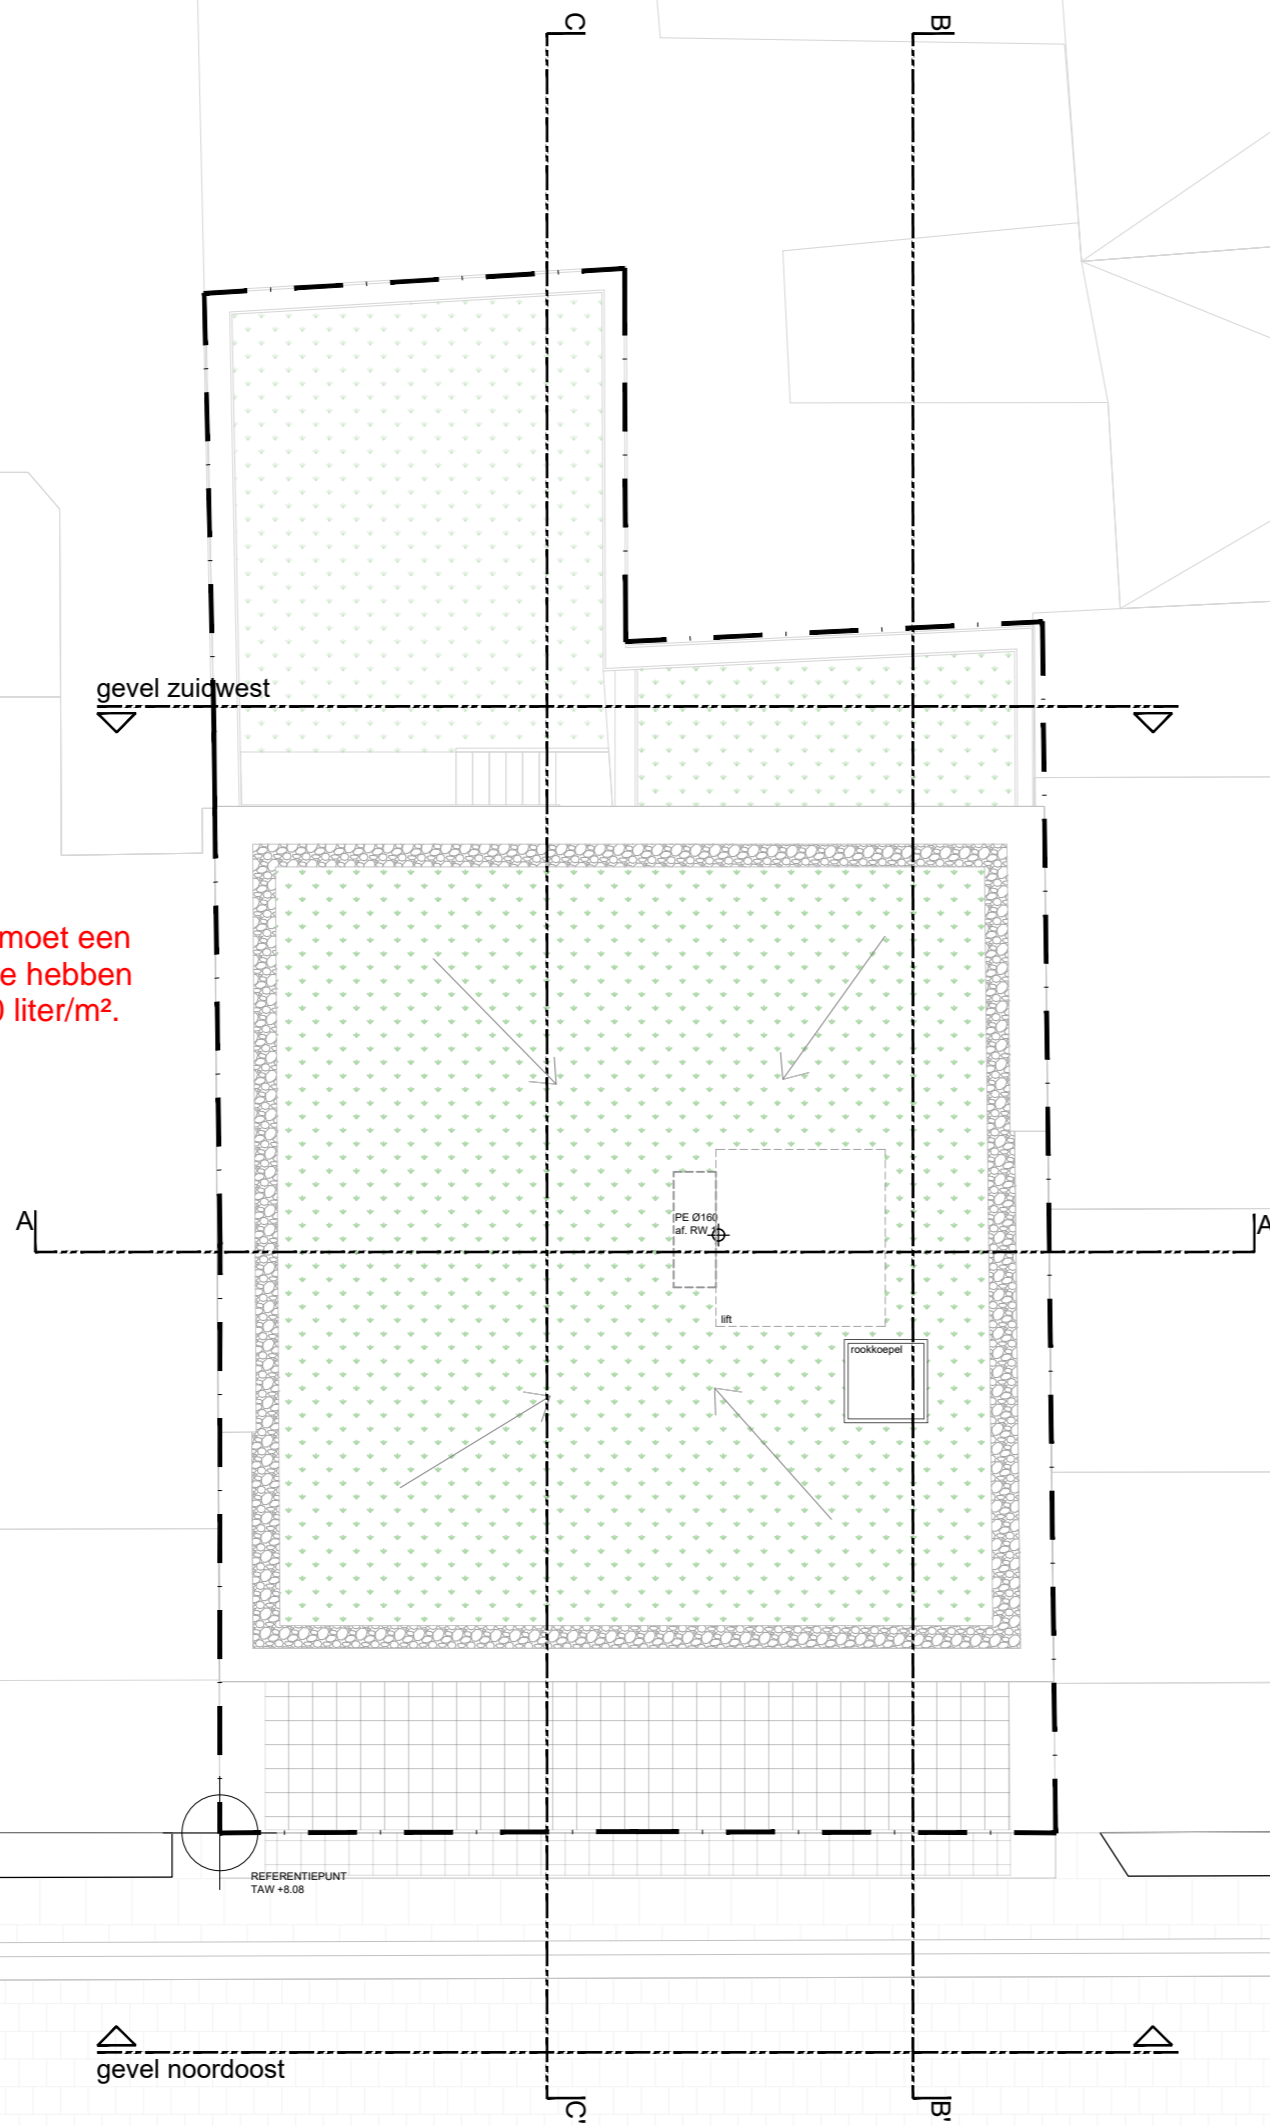 C
B
gevel zuidwest
moet een
e hebben
liter/m².
A
A
PE Ø160
af. RW
lift
rookkoepel
REFERENTIEPUNT
TAW +8.08
gevel noordoost
C'
B'